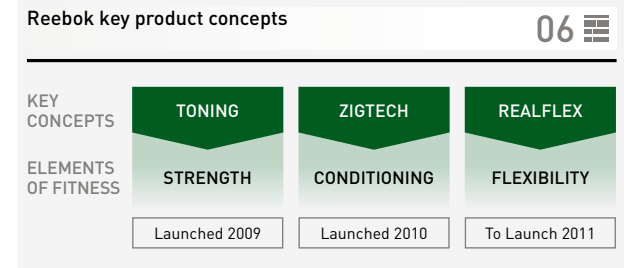 Reebok key product concepts
06
KEY
CONCEPTS
TONING
ZIGTECH
REALFLEX
ELEMENTS
OF FITNESS
STRENGTH
CONDITIONING
FLEXIBILITY
Launched 2009
Launched 2010
To Launch 2011